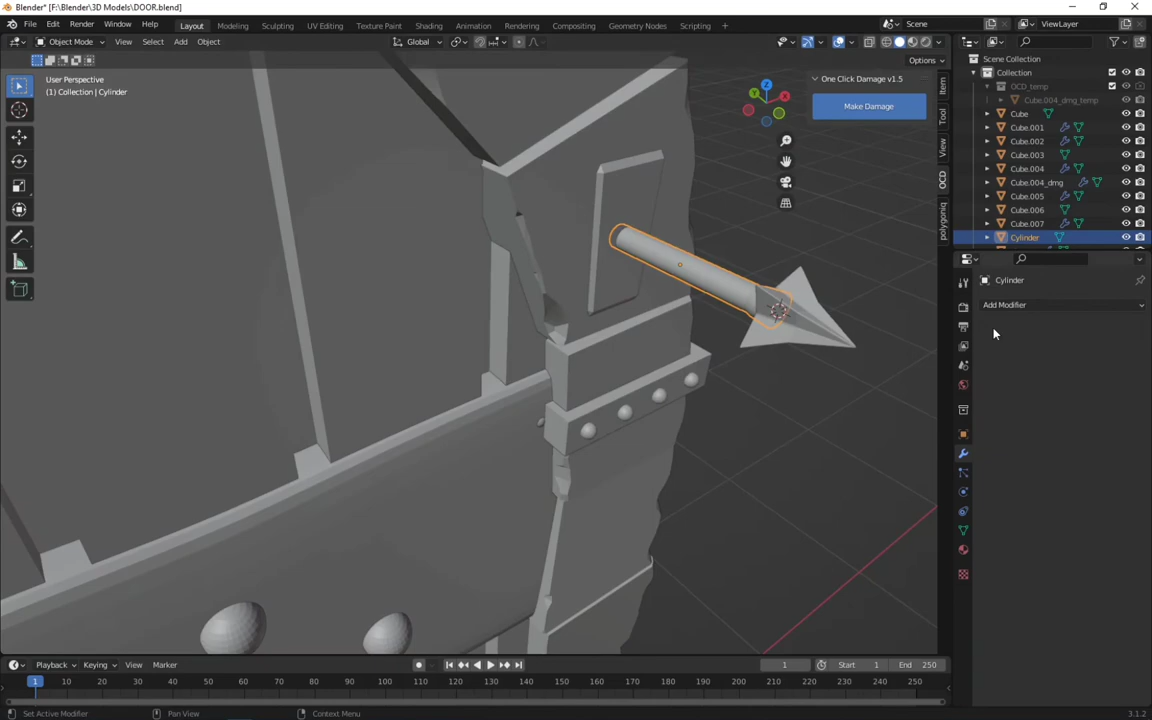 Blender* [F:\Blender\3D Models\DOOR.blend]
File Edit Render Window Help Layout Modeling Sculpting UV Editing Texture Paint Shading Animation Rendering Compositing Geometry Nodes Scripting + Scene ViewLayer
Object Mode View Select Add Object Global
Options
User Perspective
(1) Collection | Cylinder
One Click Damage v1.5
Make Damage
Z
Y
X
Item
Tool
View
OCD
polygoniq
Scene Collection
Collection
OCD_temp
Cube.004_dmg_temp
Cube
Cube.001
Cube.002
Cube.003
Cube.004
Cube.004_dmg
Cube.005
Cube.006
Cube.007
Cylinder
Cylinder
Add Modifier
Playback Keying View Marker 1 Start 1 End 250
1 10 20 30 40 50 60 70 80 90 100 110 120 130 140 150 160 170 180 190 200 210 220 230 240 250
Set Active Modifier Pan View Context Menu 3.1.2